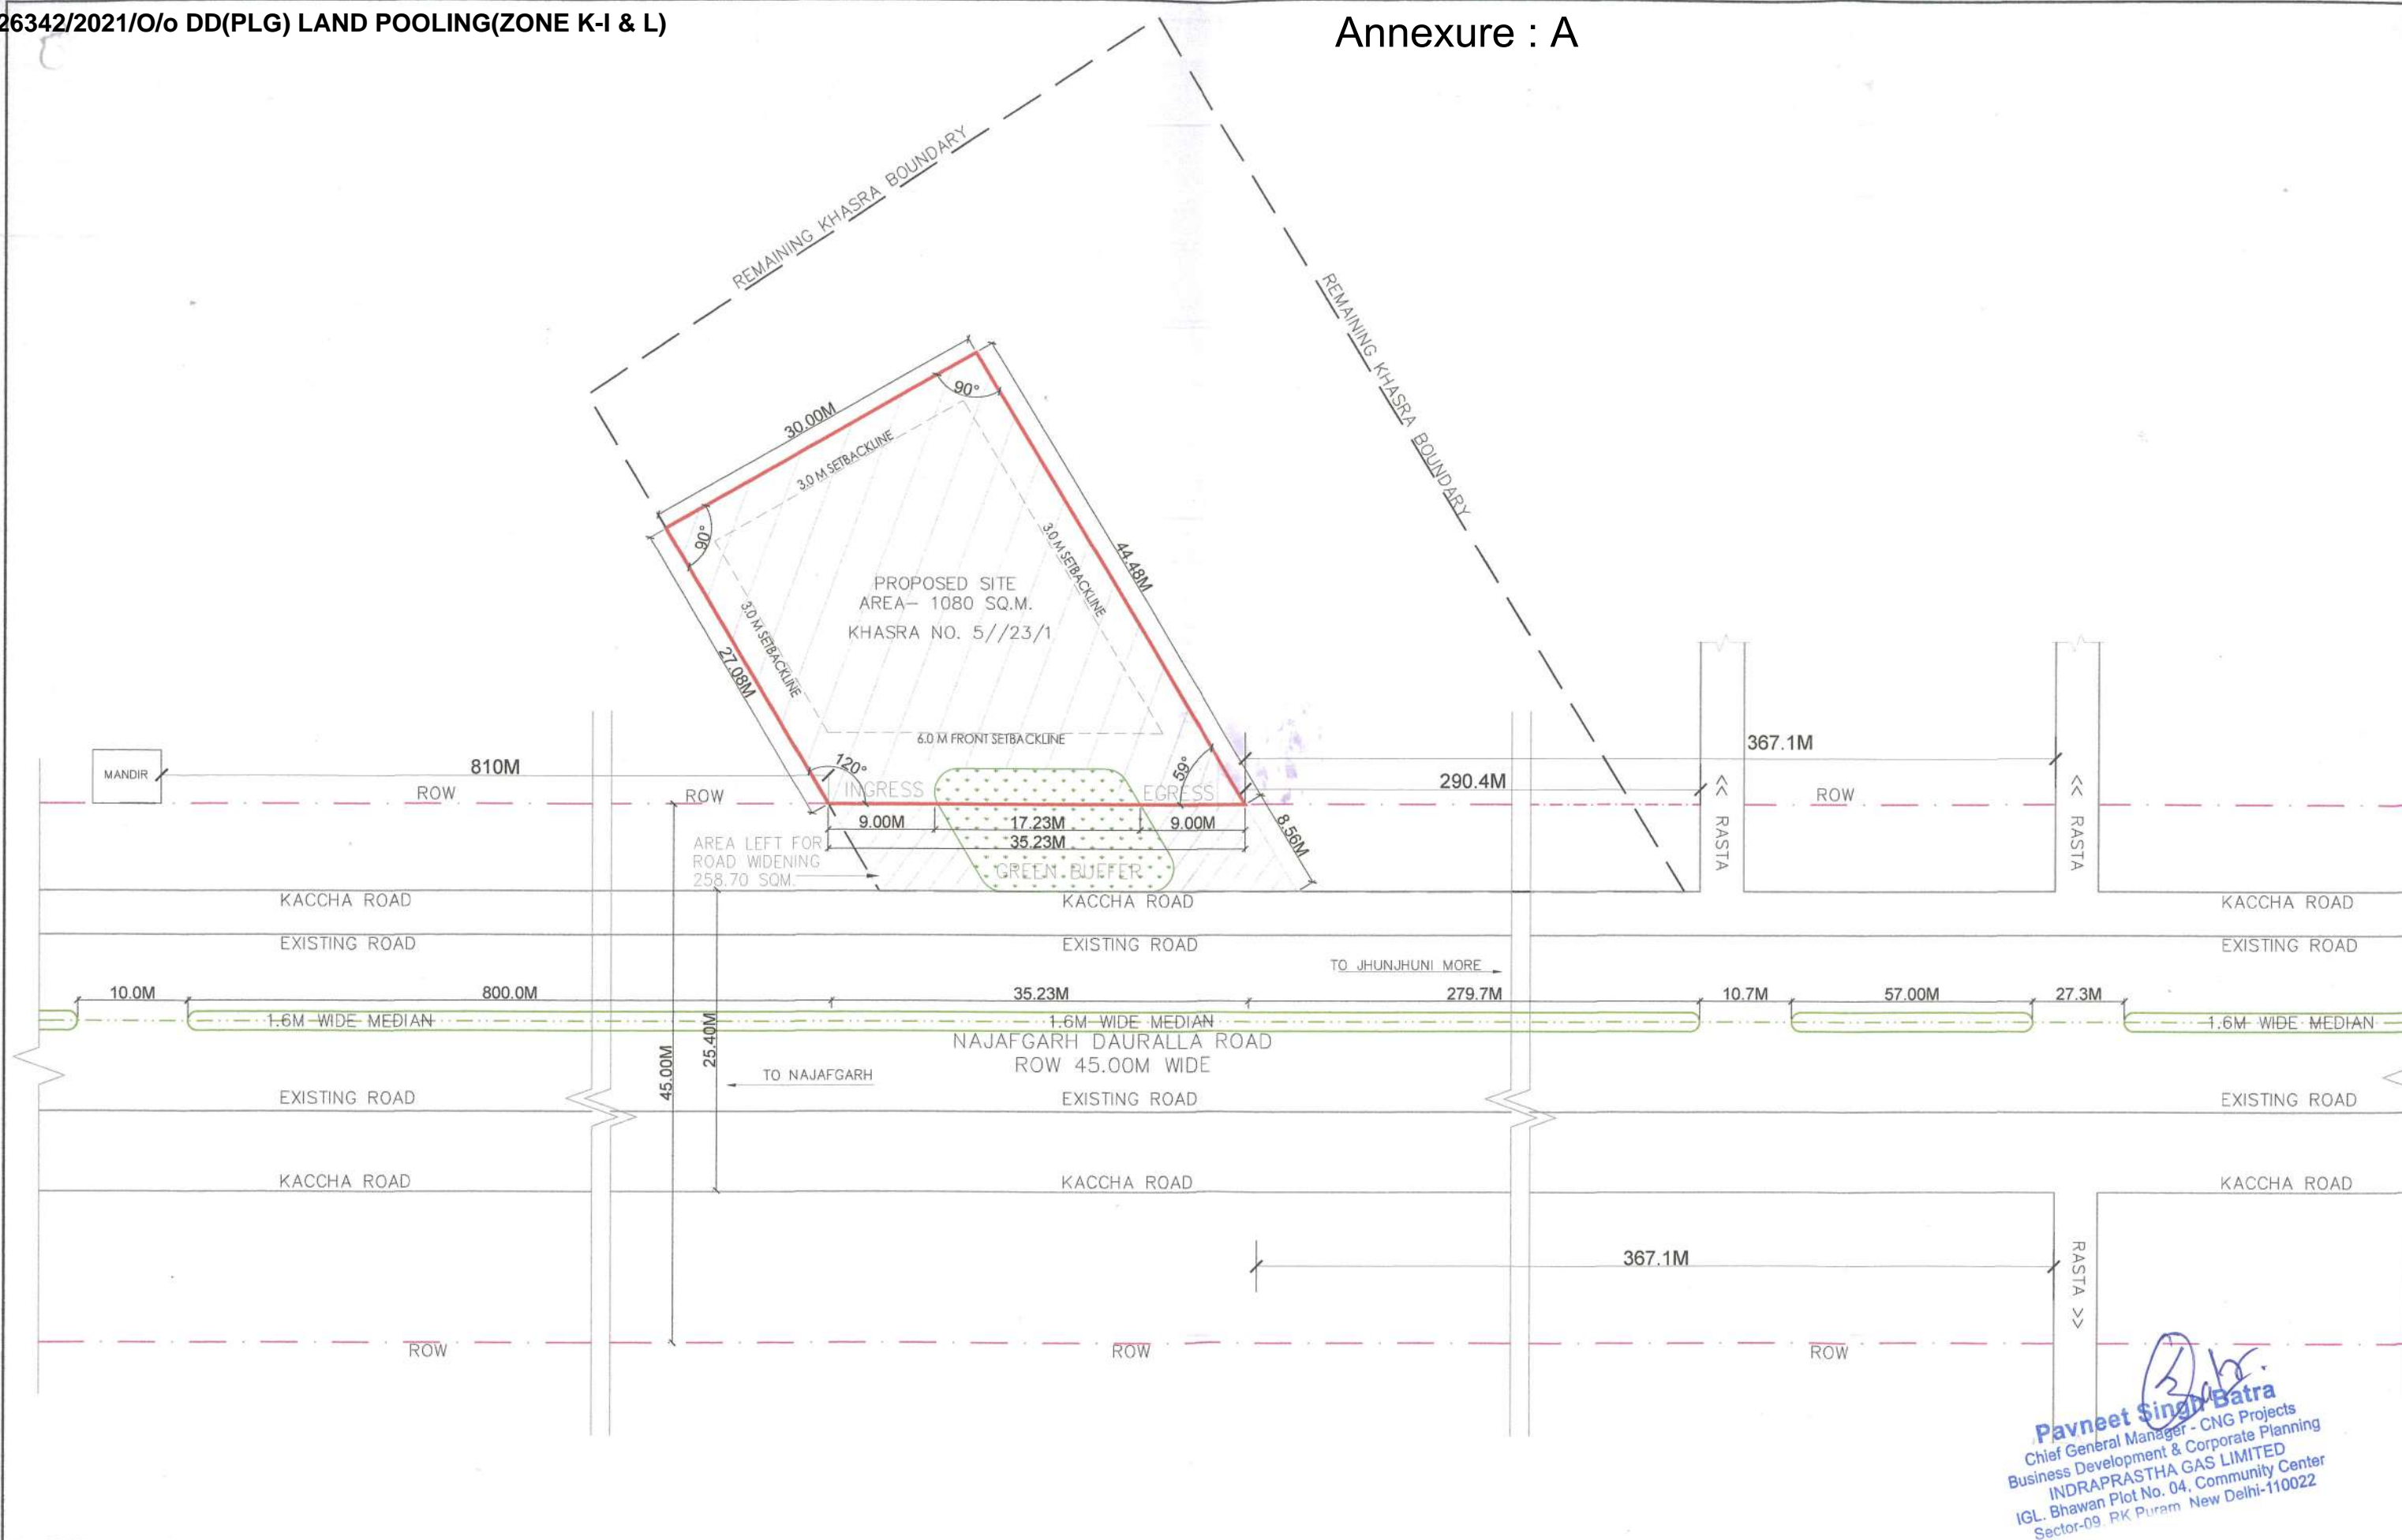 26342/2021/O/o DD(PLG) LAND POOLING(ZONE K-I & L)
Annexure : A
REMAINING KHASRA BOUNDARY
REMAINING KHASRA BOUNDARY
30.00M
90°
3.0 M SETBACKLINE
90°
3.0 M SETBACKLINE
44.48M
PROPOSED SITE
AREA- 1080 SQ.M.
KHASRA NO. 5//23/1
3.0 M SETBACKLINE
27.08M
6.0 M FRONT SETBACKLINE
120°
59°
MANDIR
810M
367.1M
290.4M
ROW
ROW
INGRESS
EGRESS
ROW
<< RASTA
<< RASTA
9.00M
17.23M
9.00M
35.23M
8.56M
AREA LEFT FOR
ROAD WIDENING
258.70 SQM.
GREEN BUFFER
KACCHA ROAD
KACCHA ROAD
KACCHA ROAD
EXISTING ROAD
EXISTING ROAD
EXISTING ROAD
TO JHUNJHUNI MORE
10.0M
800.0M
35.23M
279.7M
10.7M
57.00M
27.3M
1.6M WIDE MEDIAN
1.6M WIDE MEDIAN
1.6M WIDE MEDIAN
NAJAFGARH DAURALLA ROAD
ROW 45.00M WIDE
45.00M
25.40M
TO NAJAFGARH
EXISTING ROAD
EXISTING ROAD
EXISTING ROAD
KACCHA ROAD
KACCHA ROAD
KACCHA ROAD
367.1M
RASTA >>
ROW
ROW
ROW
Pavneet Singh Batra
Chief General Manager - CNG Projects
Business Development & Corporate Planning
INDRAPRASTHA GAS LIMITED
IGL. Bhawan Plot No. 04, Community Center
Sector-09, RK Puram, New Delhi-110022